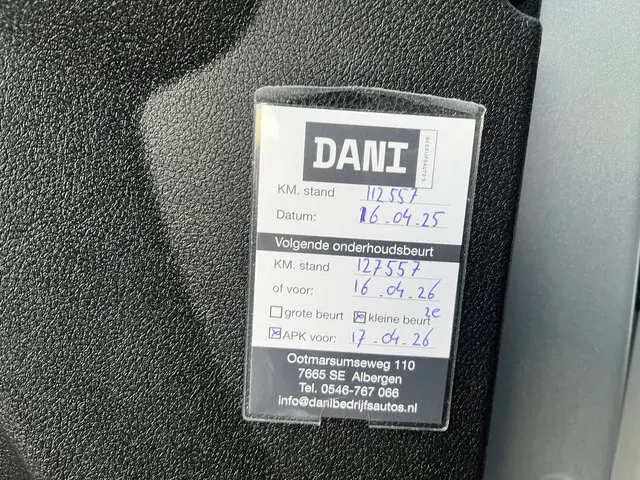 DANI
BEDRIJFSAUTO'S
KM. stand 112557
Datum: 16-04-25
Volgende onderhoudsbeurt
KM. stand 127557
of voor: 16-04-26
grote beurt kleine beurt 2e
APK voor: 17-04-26
Ootmarsumseweg 110
7665 SE Albergen
Tel. 0546-767 066
info@danibedrijfsautos.nl